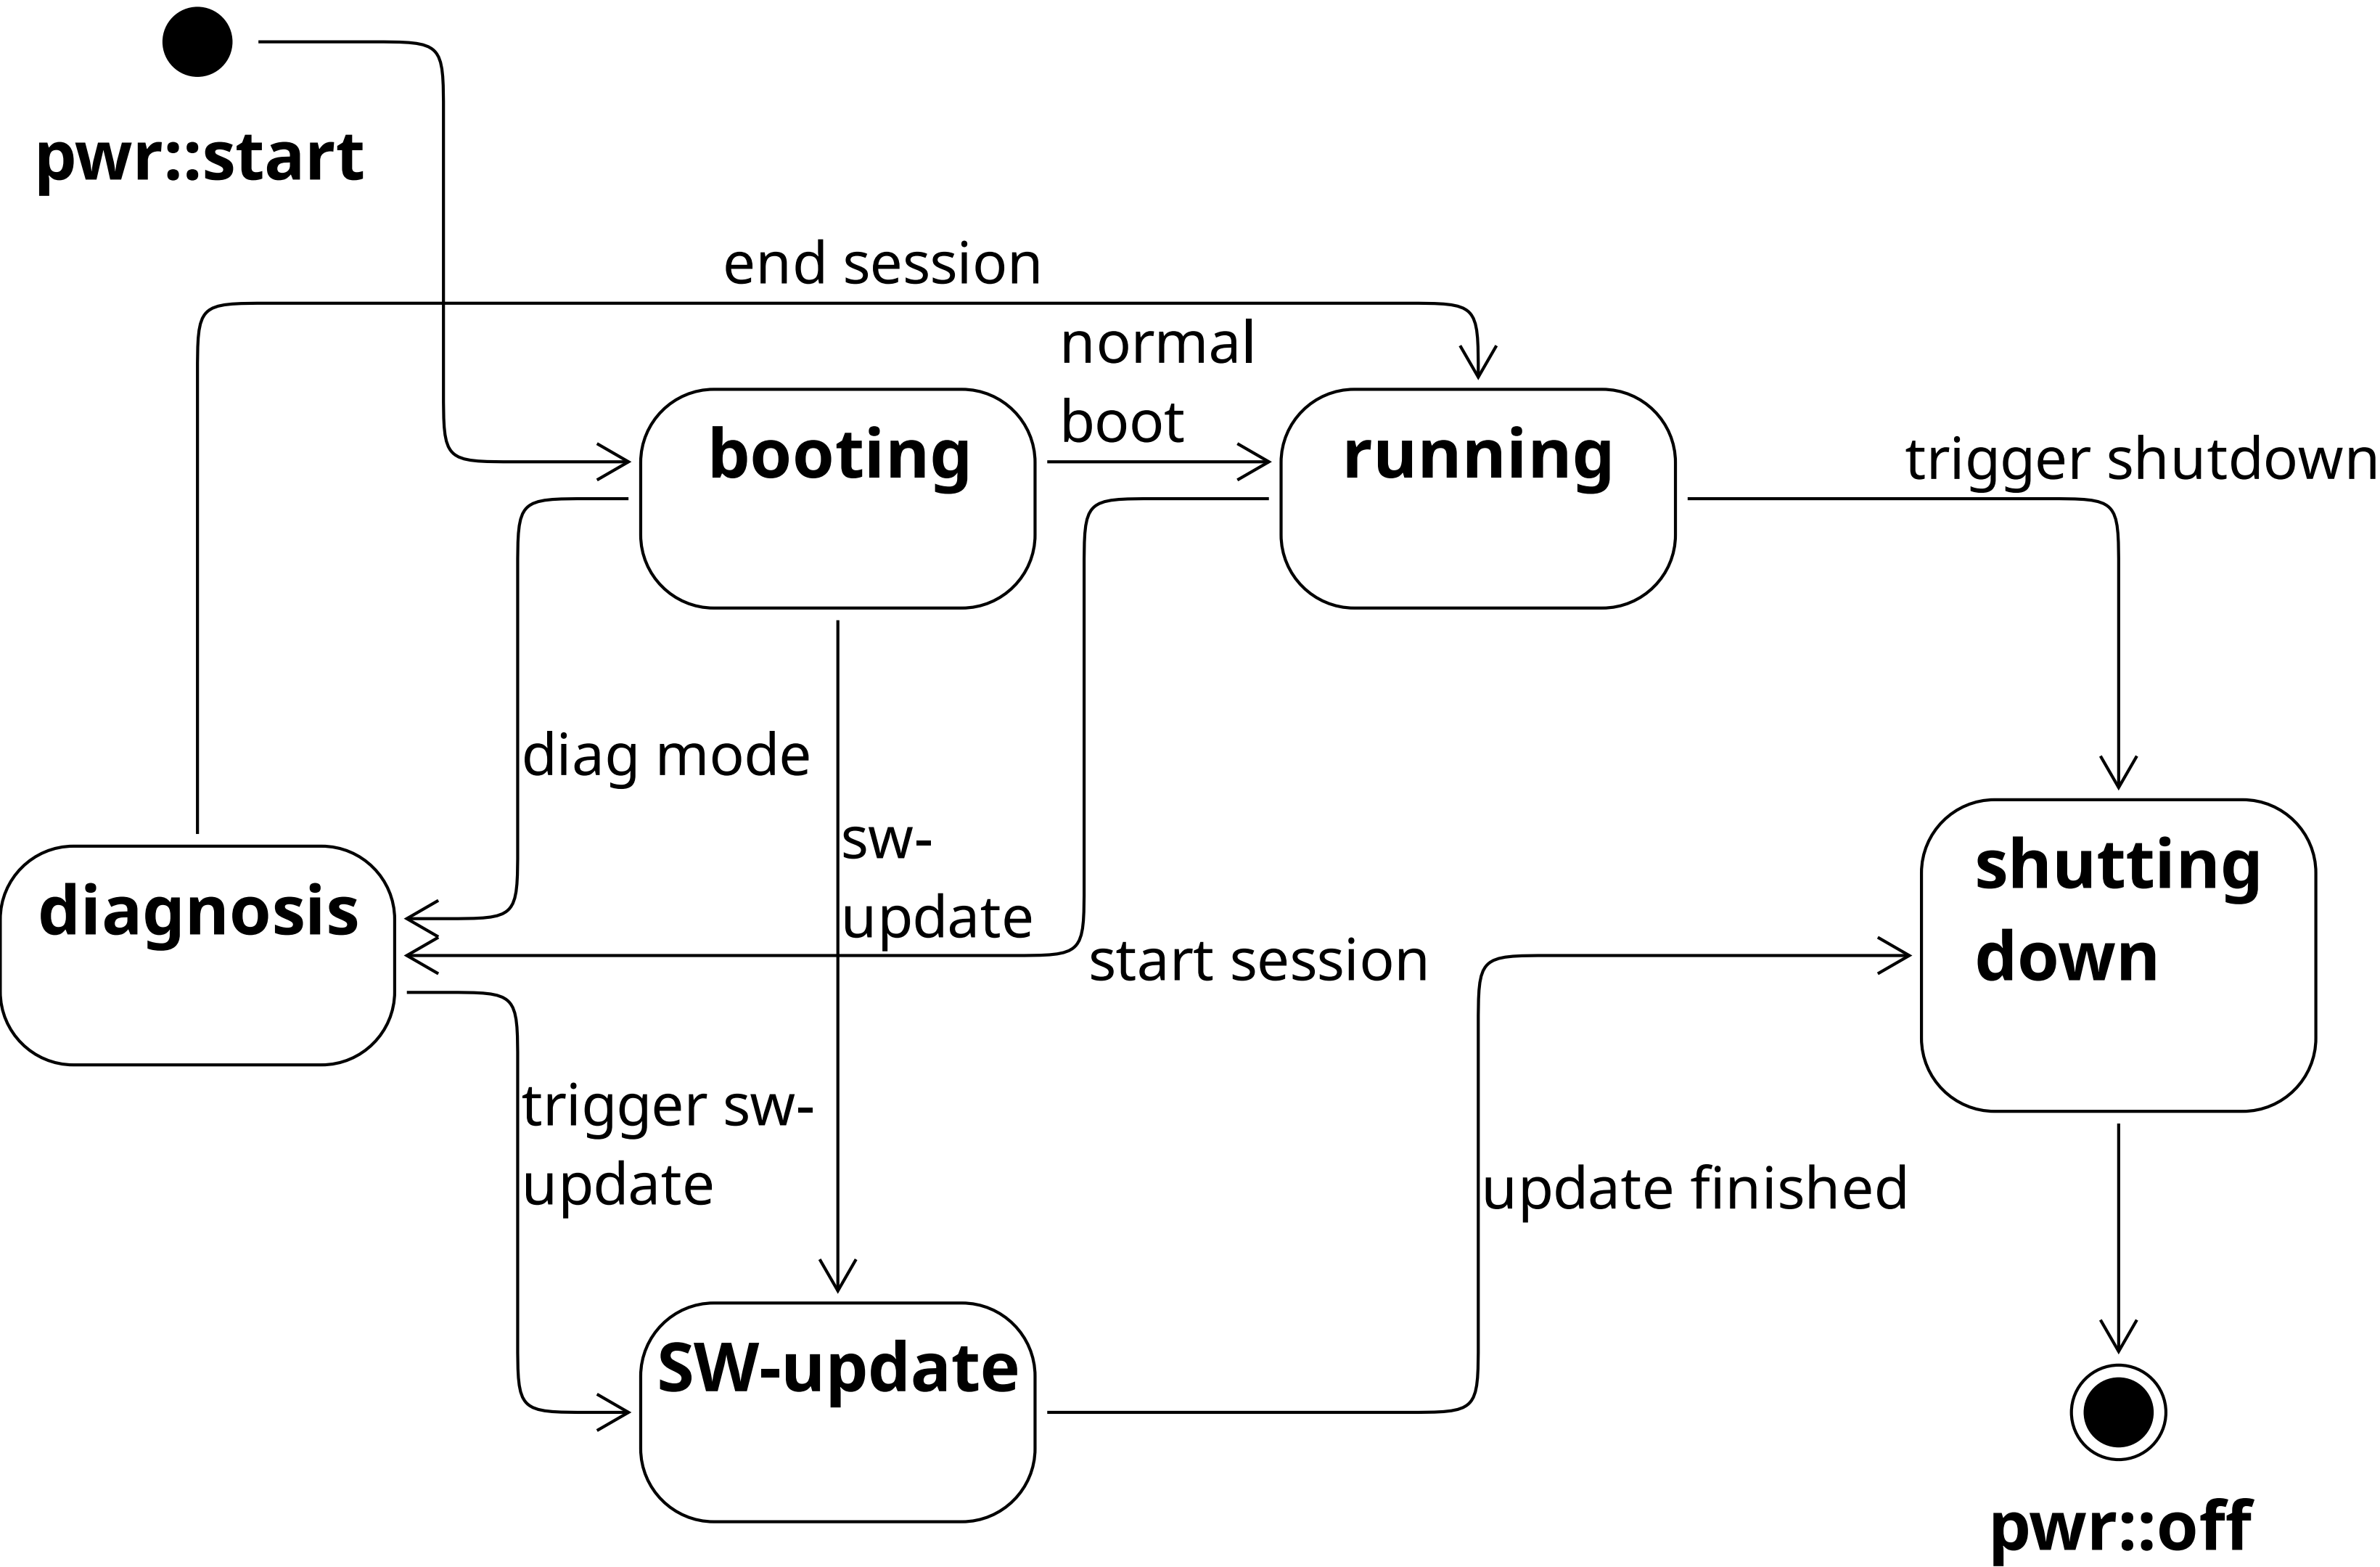 pwr::start
end session
normal
boot
booting
running
trigger shutdown
diag mode
sw-
update
shutting
down
diagnosis
start session
trigger sw-
update
update finished
SW-update
pwr::off